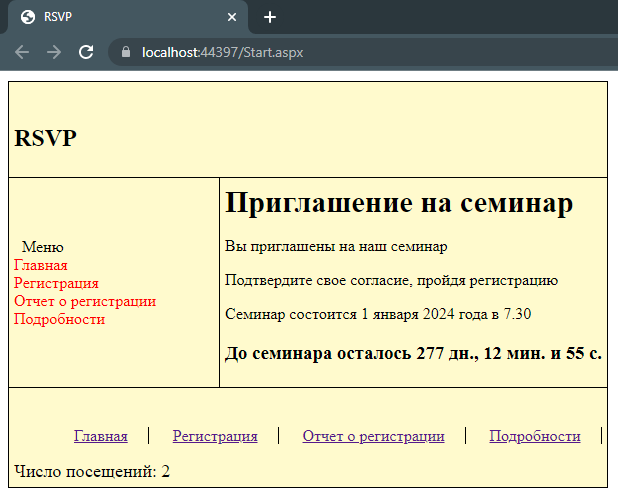 RSVP
localhost:44397/Start.aspx
RSVP
Меню
Главная
Регистрация
Отчет о регистрации
Подробности
Приглашение на семинар
Вы приглашены на наш семинар
Подтвердите свое согласие, пройдя регистрацию
Семинар состоится 1 января 2024 года в 7.30
До семинара осталось 277 дн., 12 мин. и 55 с.
Главная Регистрация Отчет о регистрации Подробности
Число посещений: 2